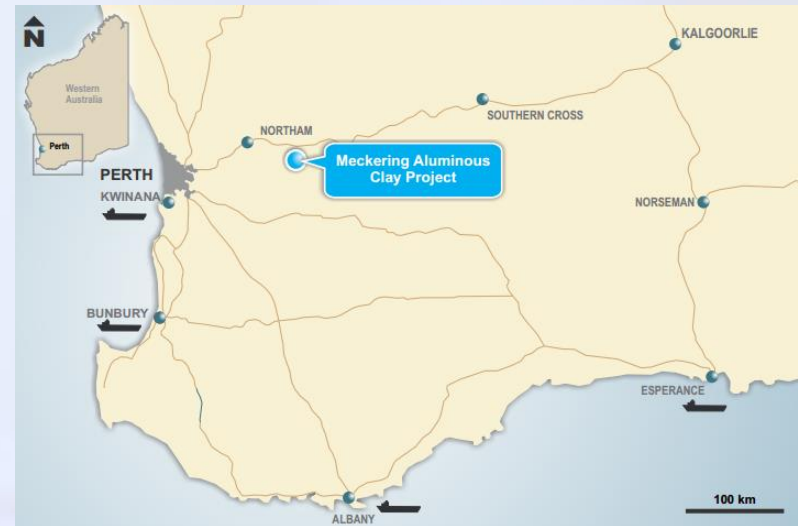 N
Western
Australia
Perth
KALGOORLIE
SOUTHERN CROSS
NORTHAM
Meckering Aluminous
Clay Project
PERTH
KWINANA
NORSEMAN
BUNBURY
ESPERANCE
ALBANY
100 km